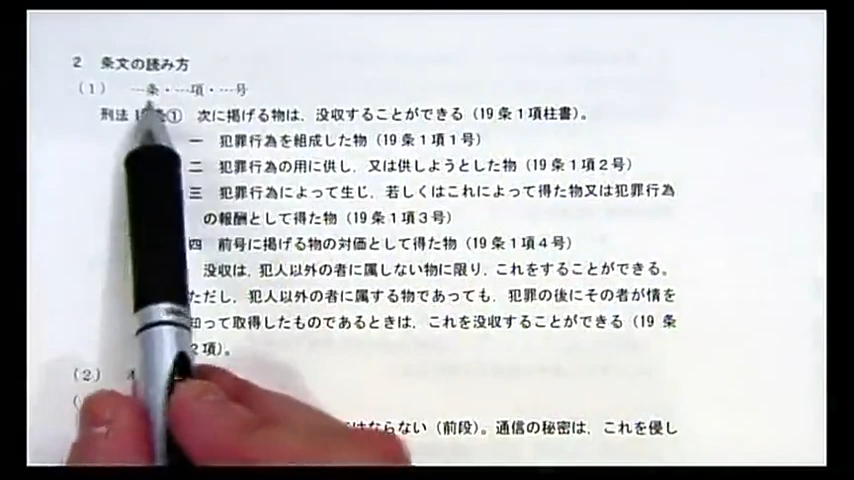 2 条文の読み方
(1) …条・…項・…号
刑法 1 ① 次に掲げる物は、没収することができる(19条1項柱書)。
一 犯罪行為を組成した物(19条1項1号)
二 犯罪行為の用に供し、又は供しようとした物(19条1項2号)
三 犯罪行為によって生じ、若しくはこれによって得た物又は犯罪行為
の報酬として得た物(19条1項3号)
四 前号に掲げる物の対価として得た物(19条1項4号)
没収は、犯人以外の者に属しない物に限り、これをすることができる。
ただし、犯人以外の者に属する物であっても、犯罪の後にその者が情を
知って取得したものであるときは、これを没収することができる(19条
2項)。
(2)
はならない(前段)。通信の秘密は、これを侵し